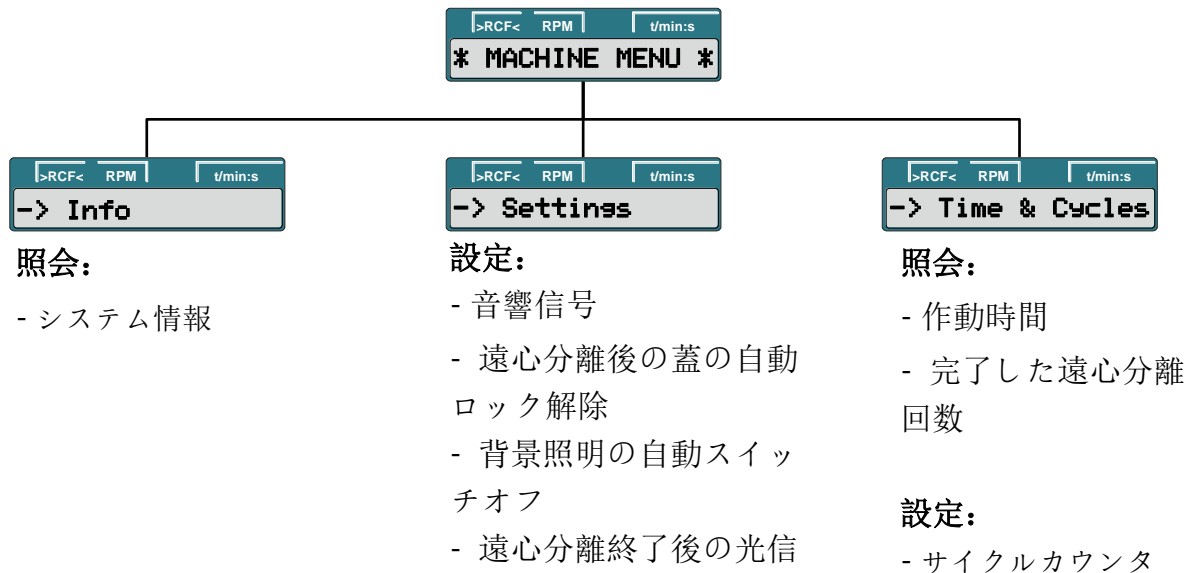 >RCF< RPM t/min:s
* MACHINE MENU *
>RCF< RPM t/min:s
-> Info
照会：
- システム情報
>RCF< RPM t/min:s
-> Settings
設定：
- 音響信号
- 遠心分離後の蓋の自動
ロック解除
- 背景照明の自動スイッ
チオフ
- 遠心分離終了後の光信
>RCF< RPM t/min:s
-> Time & Cycles
照会：
- 作動時間
- 完了した遠心分離
回数
設定：
- サイクルカウンタ